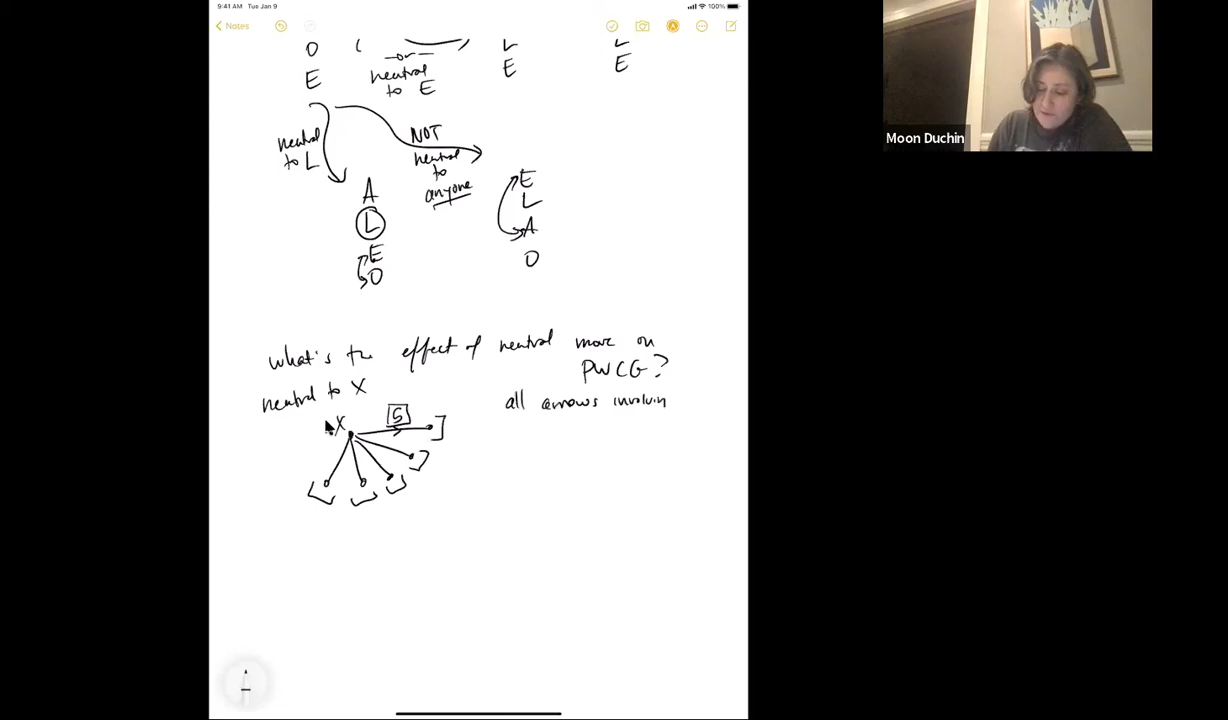 9:41 AM Tue Jan 9
100%
Notes
O
L
L
-or-
E
neutral
E
E
to E
neutral
to L
NOT
neutral
to
anyone
A
L
E
O
E
L
A
O
what's the effect of neutral move on
PWCG?
neutral to X
all arrows involvin
X
5
Moon Duchin